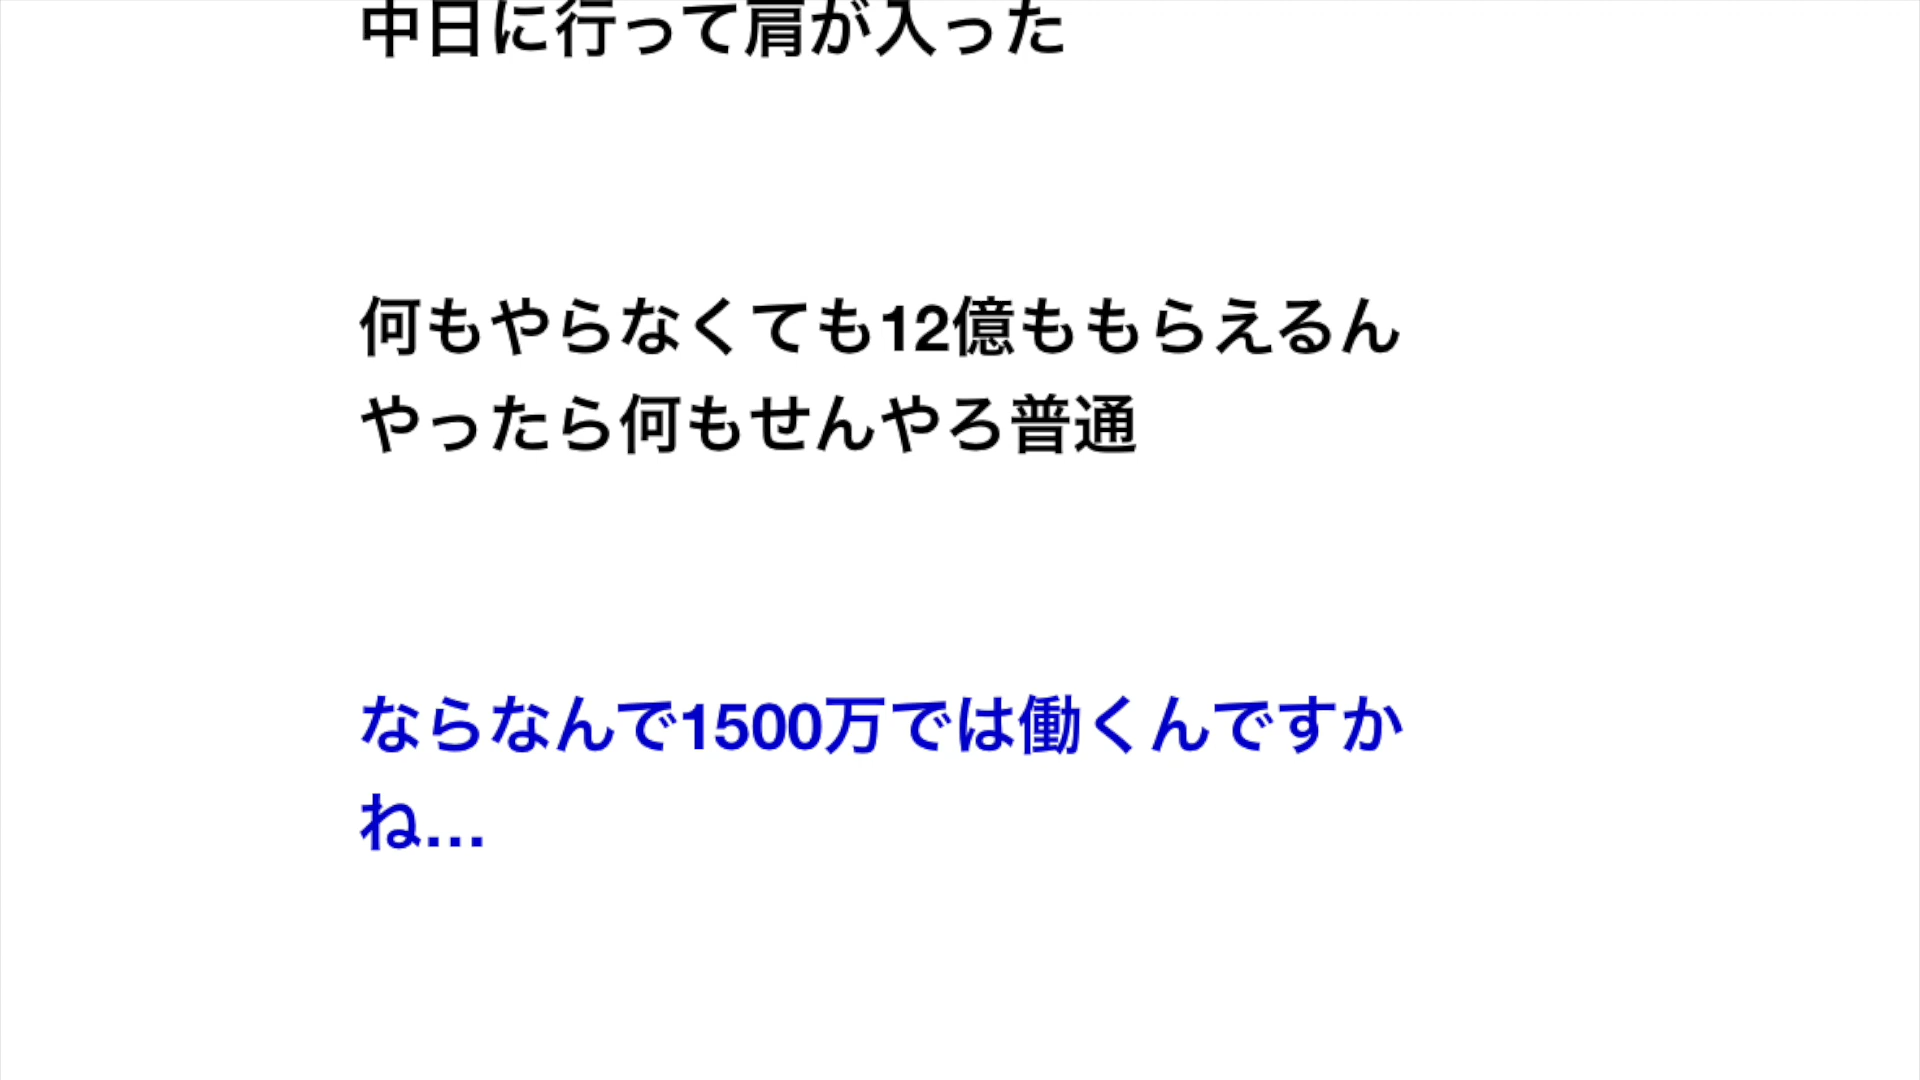 中日に行って肩が入った
何もやらなくても12億ももらえるん
やったら何もせんやろ普通
ならなんで1500万では働くんですか
ね…